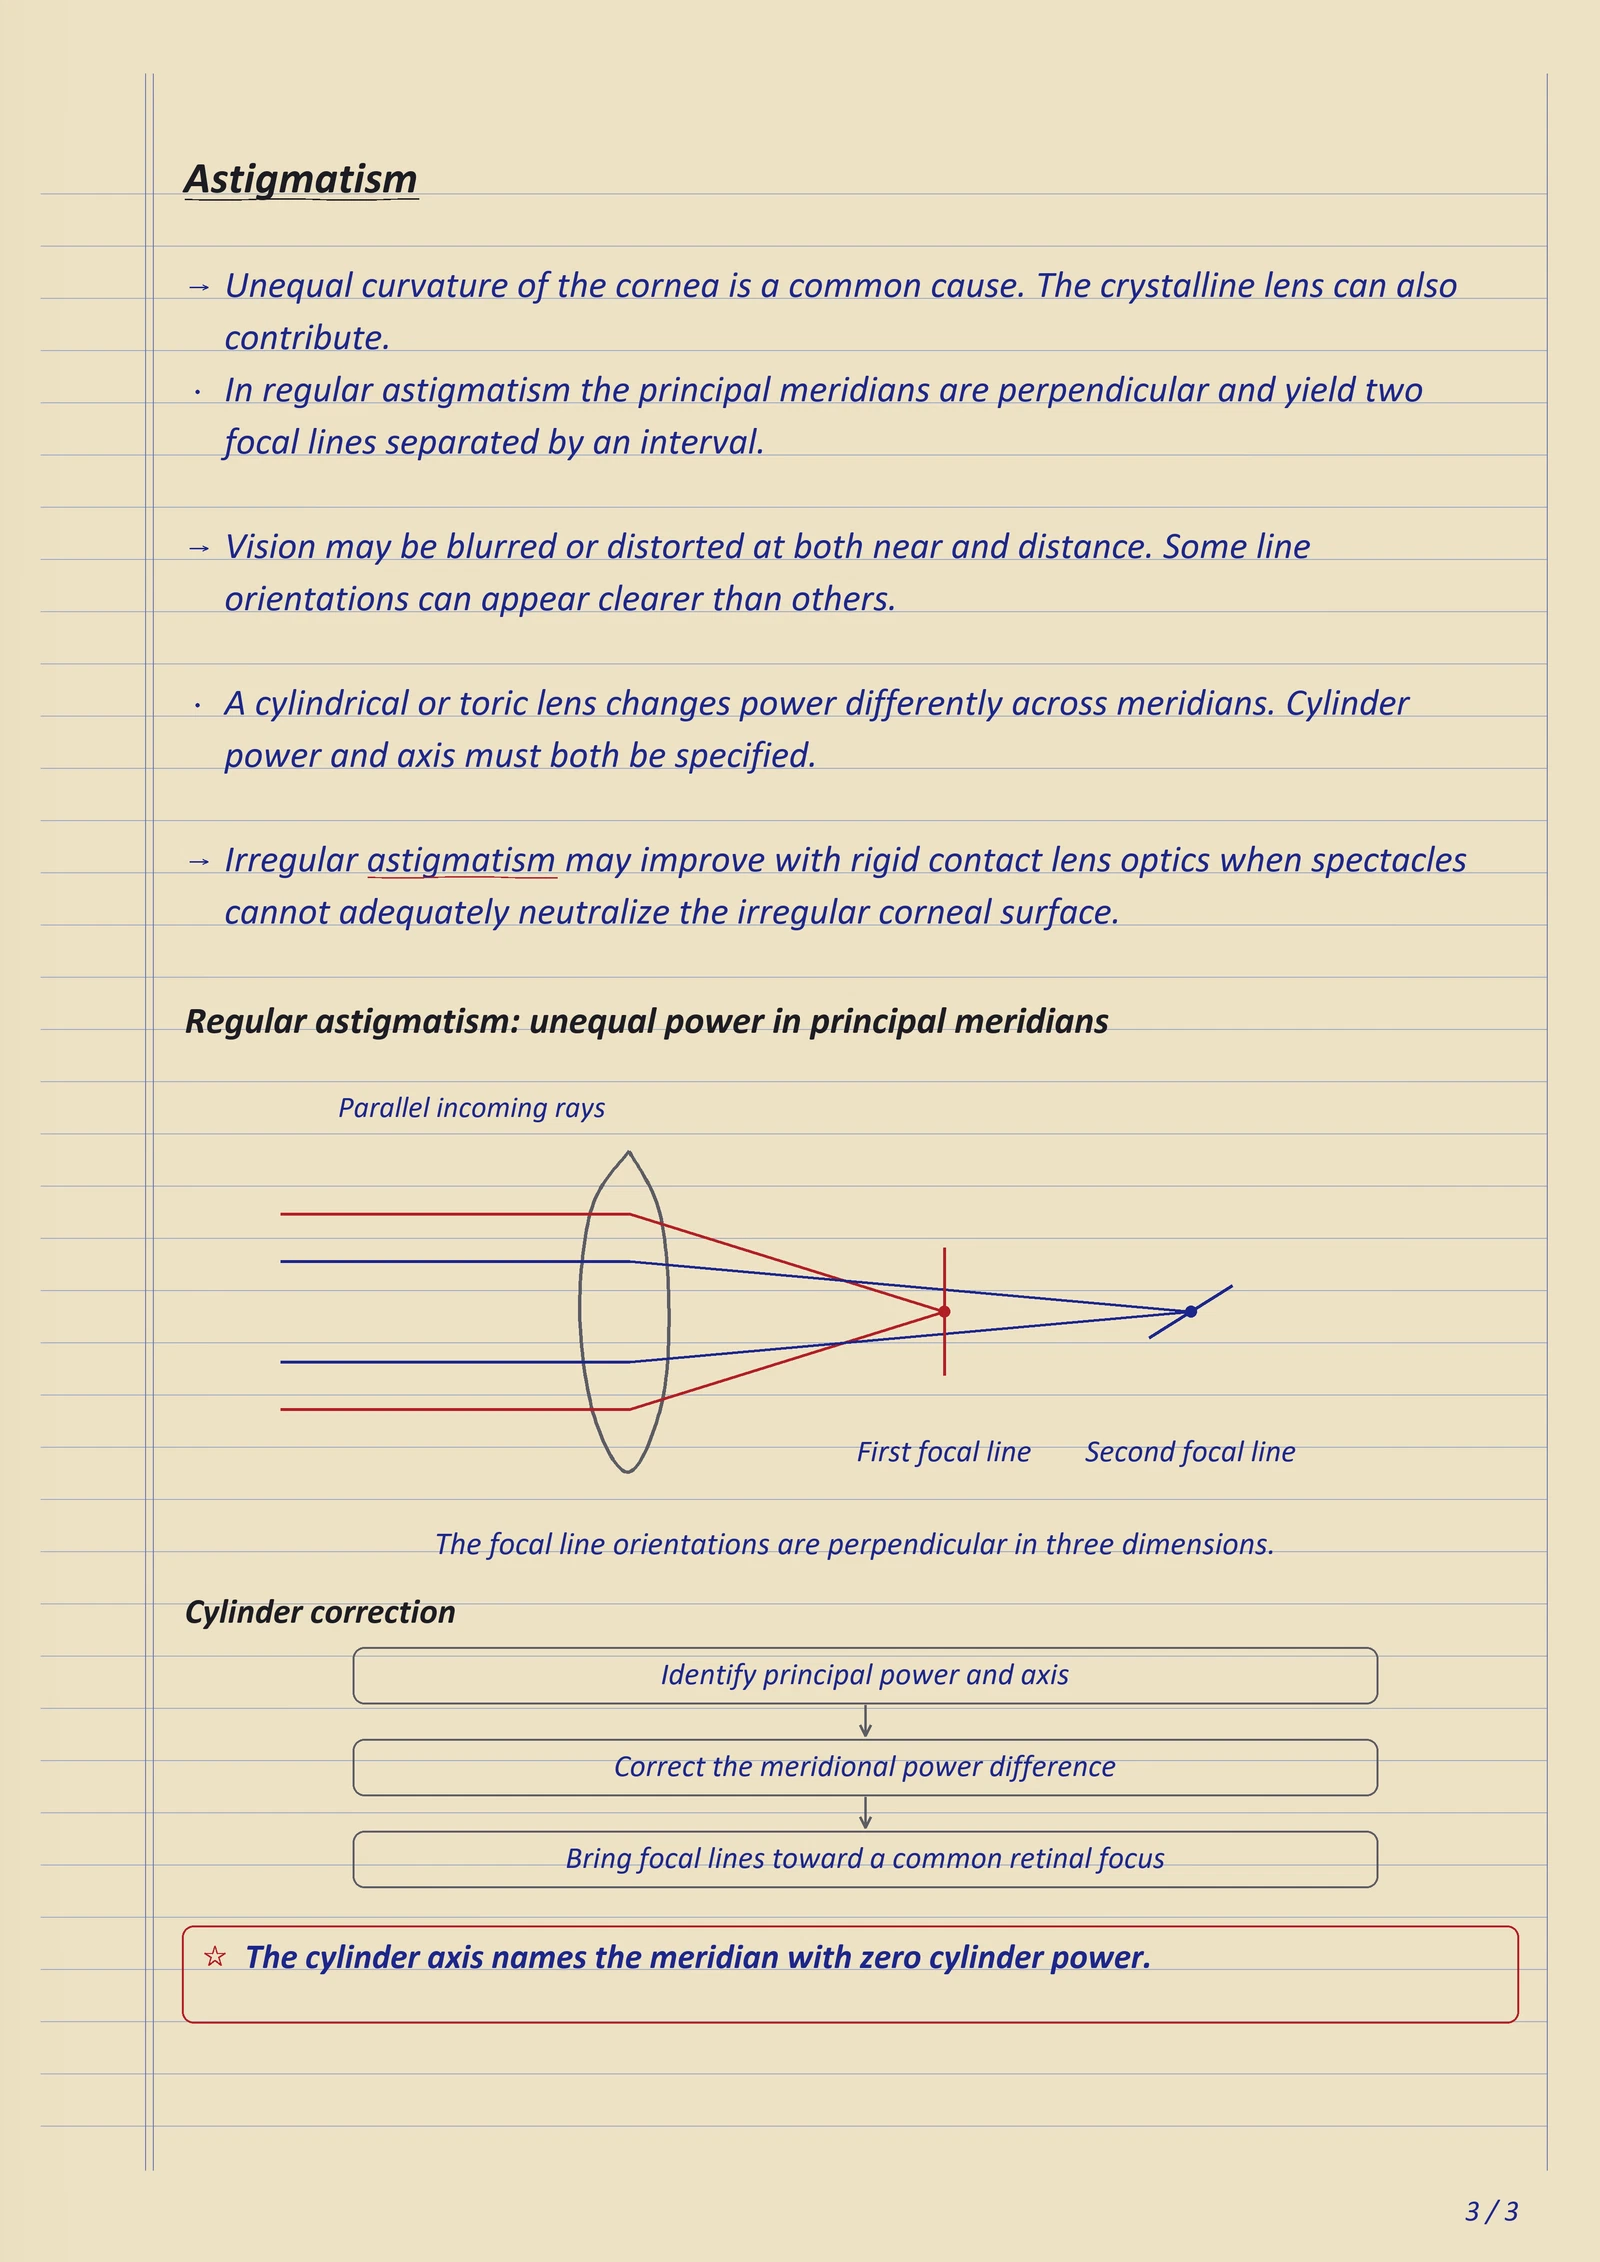 Astigmatism
→ Unequal curvature of the cornea is a common cause. The crystalline lens can also
contribute.
· In regular astigmatism the principal meridians are perpendicular and yield two
focal lines separated by an interval.
→ Vision may be blurred or distorted at both near and distance. Some line
orientations can appear clearer than others.
· A cylindrical or toric lens changes power differently across meridians. Cylinder
power and axis must both be specified.
→ Irregular astigmatism may improve with rigid contact lens optics when spectacles
cannot adequately neutralize the irregular corneal surface.
Regular astigmatism: unequal power in principal meridians
Parallel incoming rays
First focal line
Second focal line
The focal line orientations are perpendicular in three dimensions.
Cylinder correction
Identify principal power and axis
Correct the meridional power difference
Bring focal lines toward a common retinal focus
☆ The cylinder axis names the meridian with zero cylinder power.
3 / 3